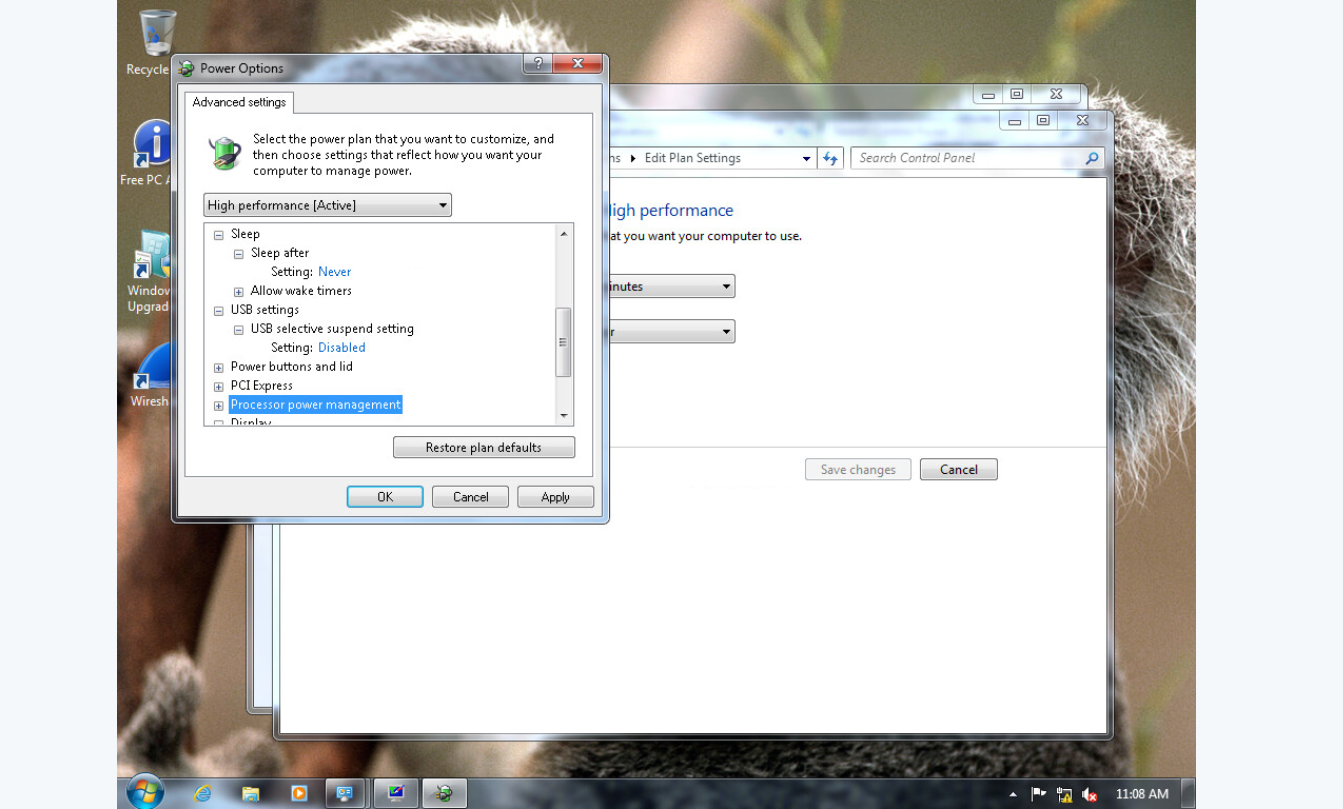 Recycle
Free PC A
Window
Upgrad
Wiresh
Power Options
?
Advanced settings
Select the power plan that you want to customize, and
then choose settings that reflect how you want your
computer to manage power.
High performance [Active]
Sleep
Sleep after
Setting: Never
Allow wake timers
USB settings
USB selective suspend setting
Setting: Disabled
Power buttons and lid
PCI Express
Processor power management
Display
Restore plan defaults
OK Cancel Apply
ns ▸ Edit Plan Settings
Search Control Panel
High performance
at you want your computer to use.
inutes
r
Save changes Cancel
11:08 AM